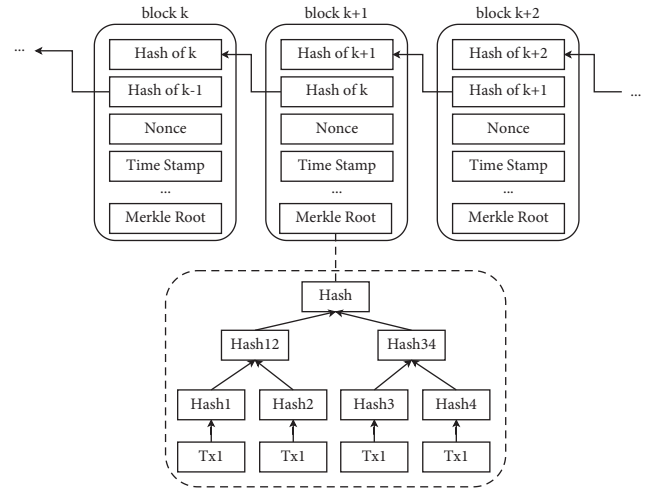 block k block k+1 block k+2
... Hash of k Hash of k+1 Hash of k+2
Hash of k-1 Hash of k Hash of k+1 ...
Nonce Nonce Nonce
Time Stamp Time Stamp Time Stamp
... ... ...
Merkle Root Merkle Root Merkle Root
Hash
Hash12 Hash34
Hash1 Hash2 Hash3 Hash4
Tx1 Tx1 Tx1 Tx1